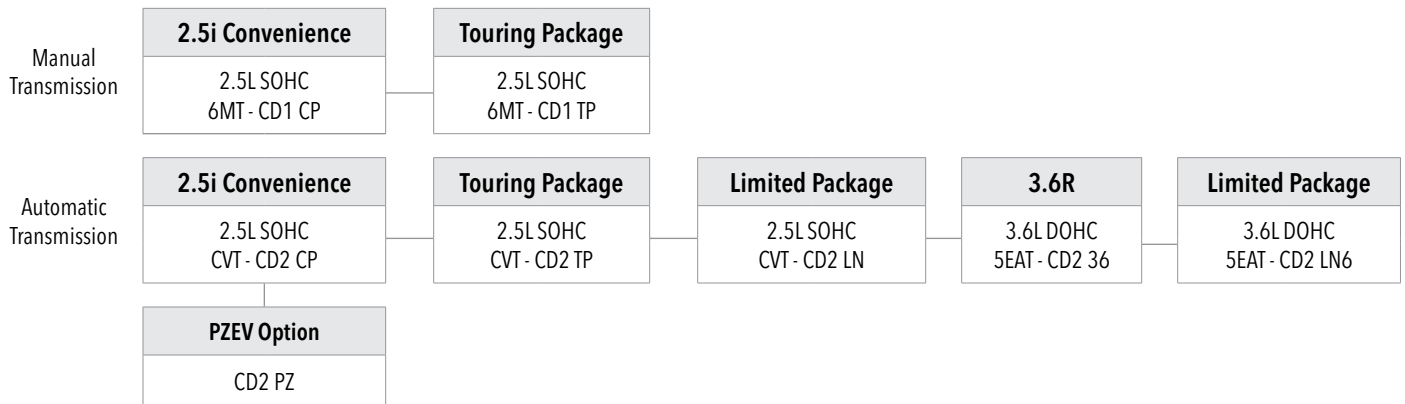 Manual
Transmission
2.5i Convenience
2.5L SOHC
6MT - CD1 CP
Touring Package
2.5L SOHC
6MT - CD1 TP
Automatic
Transmission
2.5i Convenience
2.5L SOHC
CVT - CD2 CP
Touring Package
2.5L SOHC
CVT - CD2 TP
Limited Package
2.5L SOHC
CVT - CD2 LN
3.6R
3.6L DOHC
5EAT - CD2 36
Limited Package
3.6L DOHC
5EAT - CD2 LN6
PZEV Option
CD2 PZ